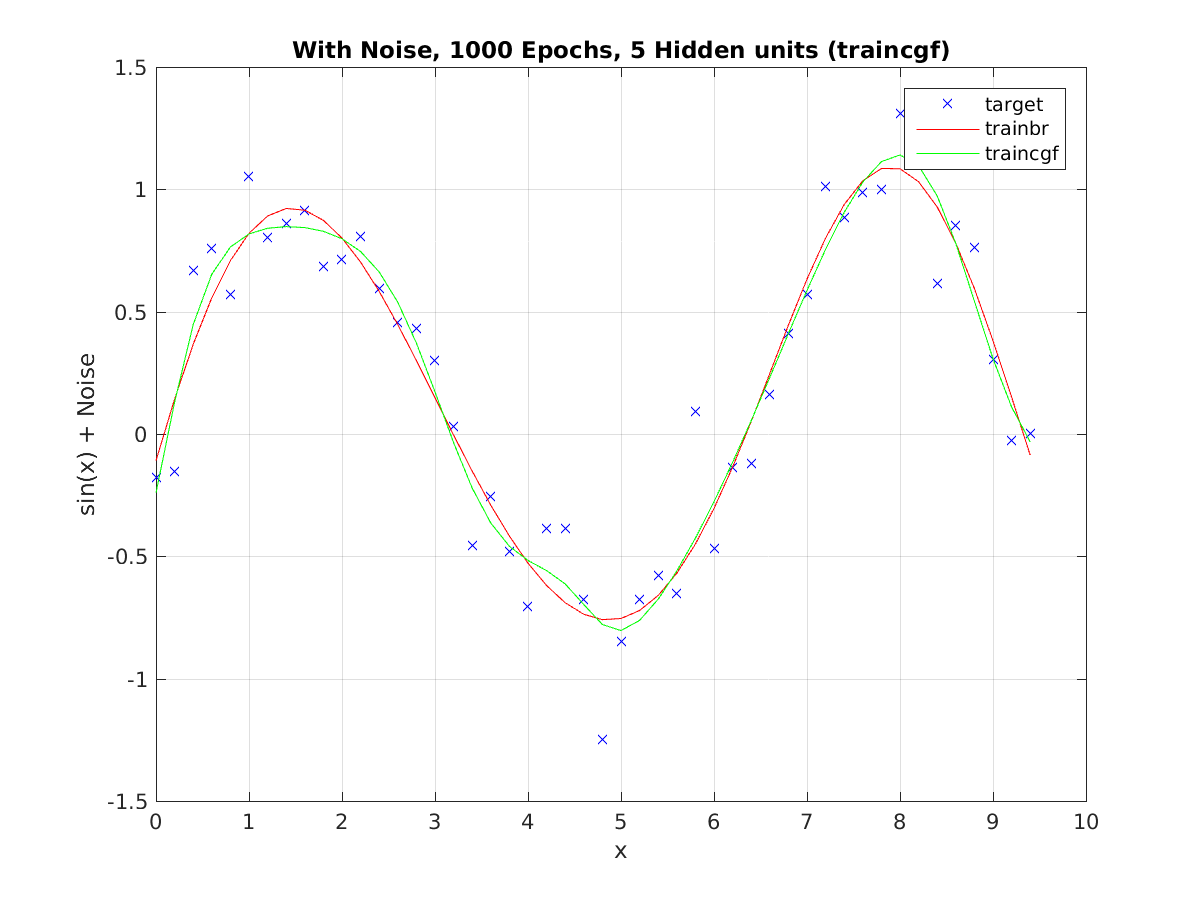 With Noise, 1000 Epochs, 5 Hidden units (traincgf)
1.5
1
0.5
0
-0.5
-1
-1.5
sin(x) + Noise
target
trainbr
traincgf
0 1 2 3 4 5 6 7 8 9 10
x